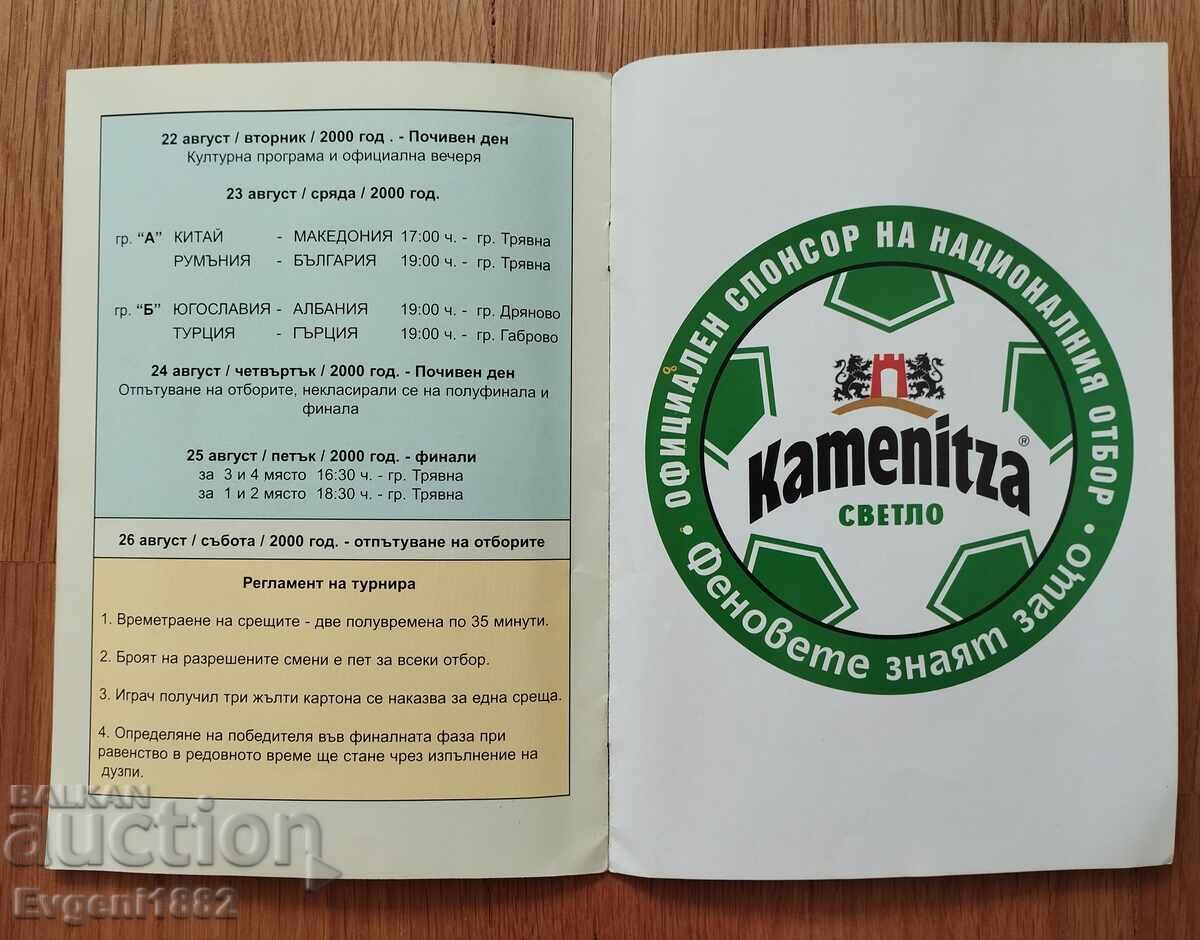 22 август / вторник / 2000 год . - Почивен ден
Културна програма и официална вечеря
23 август / сряда / 2000 год.
гр. “А” КИТАЙ - МАКЕДОНИЯ 17:00 ч. - гр. Трявна
РУМЪНИЯ - БЪЛГАРИЯ 19:00 ч. - гр. Трявна
гр. “Б” ЮГОСЛАВИЯ - АЛБАНИЯ 19:00 ч. - гр. Дряново
ТУРЦИЯ - ГЪРЦИЯ 19:00 ч. - гр. Габрово
24 август / четвъртък / 2000 год. - Почивен ден
Отпътуване на отборите, некласирали се на полуфинала и
финала
25 август / петък / 2000 год. - финали
за 3 и 4 място 16:30 ч. - гр. Трявна
за 1 и 2 място 18:30 ч. - гр. Трявна
26 август / събота / 2000 год. - отпътуване на отборите
Регламент на турнира
1. Времетраене на срещите - две полувремена по 35 минути.
2. Броят на разрешените смени е пет за всеки отбор.
3. Играч получил три жълти картона се наказва за една среща.
4. Определяне на победителя във финалната фаза при
равенство в редовното време ще стане чрез изпълнение на
дузпи.
ОФИЦИАЛЕН СПОНСОР НА НАЦИОНАЛНИЯ ОТБОР
Kamenitza®
СВЕТЛО
• Феновете знаят защо •
BALKAN
auction
Evgeni1882